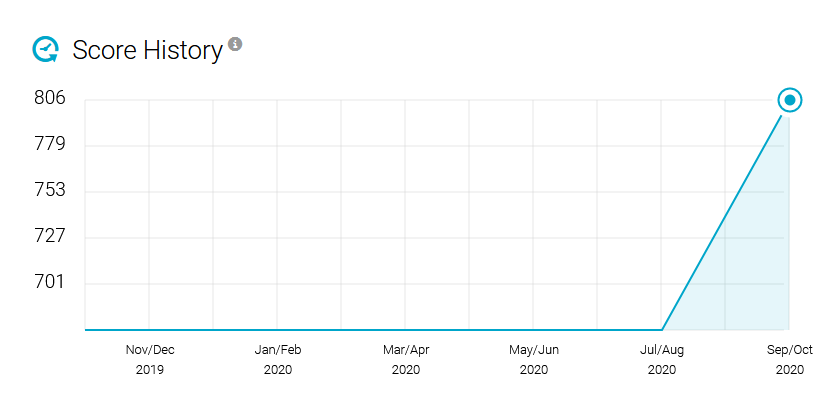 Score History
806
779
753
727
701
Nov/Dec Jan/Feb Mar/Apr May/Jun Jul/Aug Sep/Oct
2019 2020 2020 2020 2020 2020